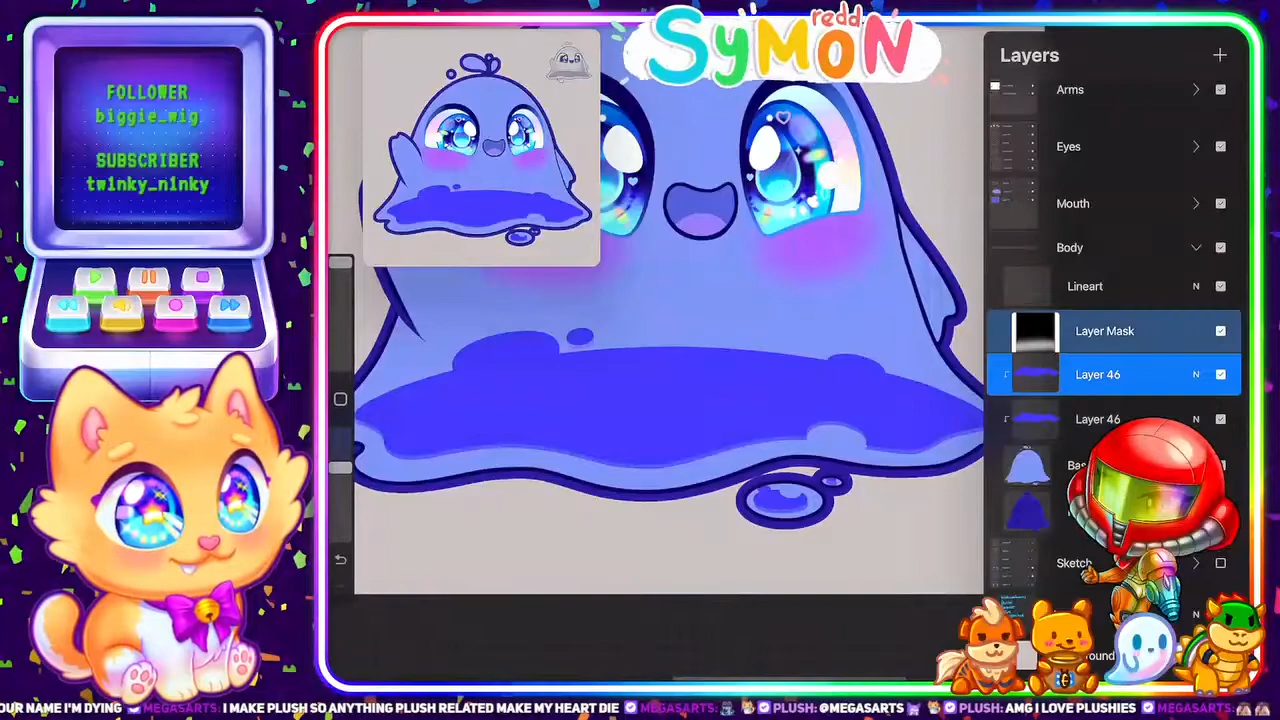 FOLLOWER
biggie_wig
SUBSCRIBER
tw1nky_n1nky
redd
SyMON
Layers
Arms
Eyes
Mouth
Body
Lineart N
Layer Mask
Layer 46 N
Layer 46 N
Sketch
N
OUR NAME I'M DYING MEGASARTS: I MAKE PLUSH SO ANYTHING PLUSH RELATED MAKE MY HEART DIE MEGASARTS: PLUSH: @MEGASARTS PLUSH: AMG I LOVE PLUSHIES MEGASARTS: